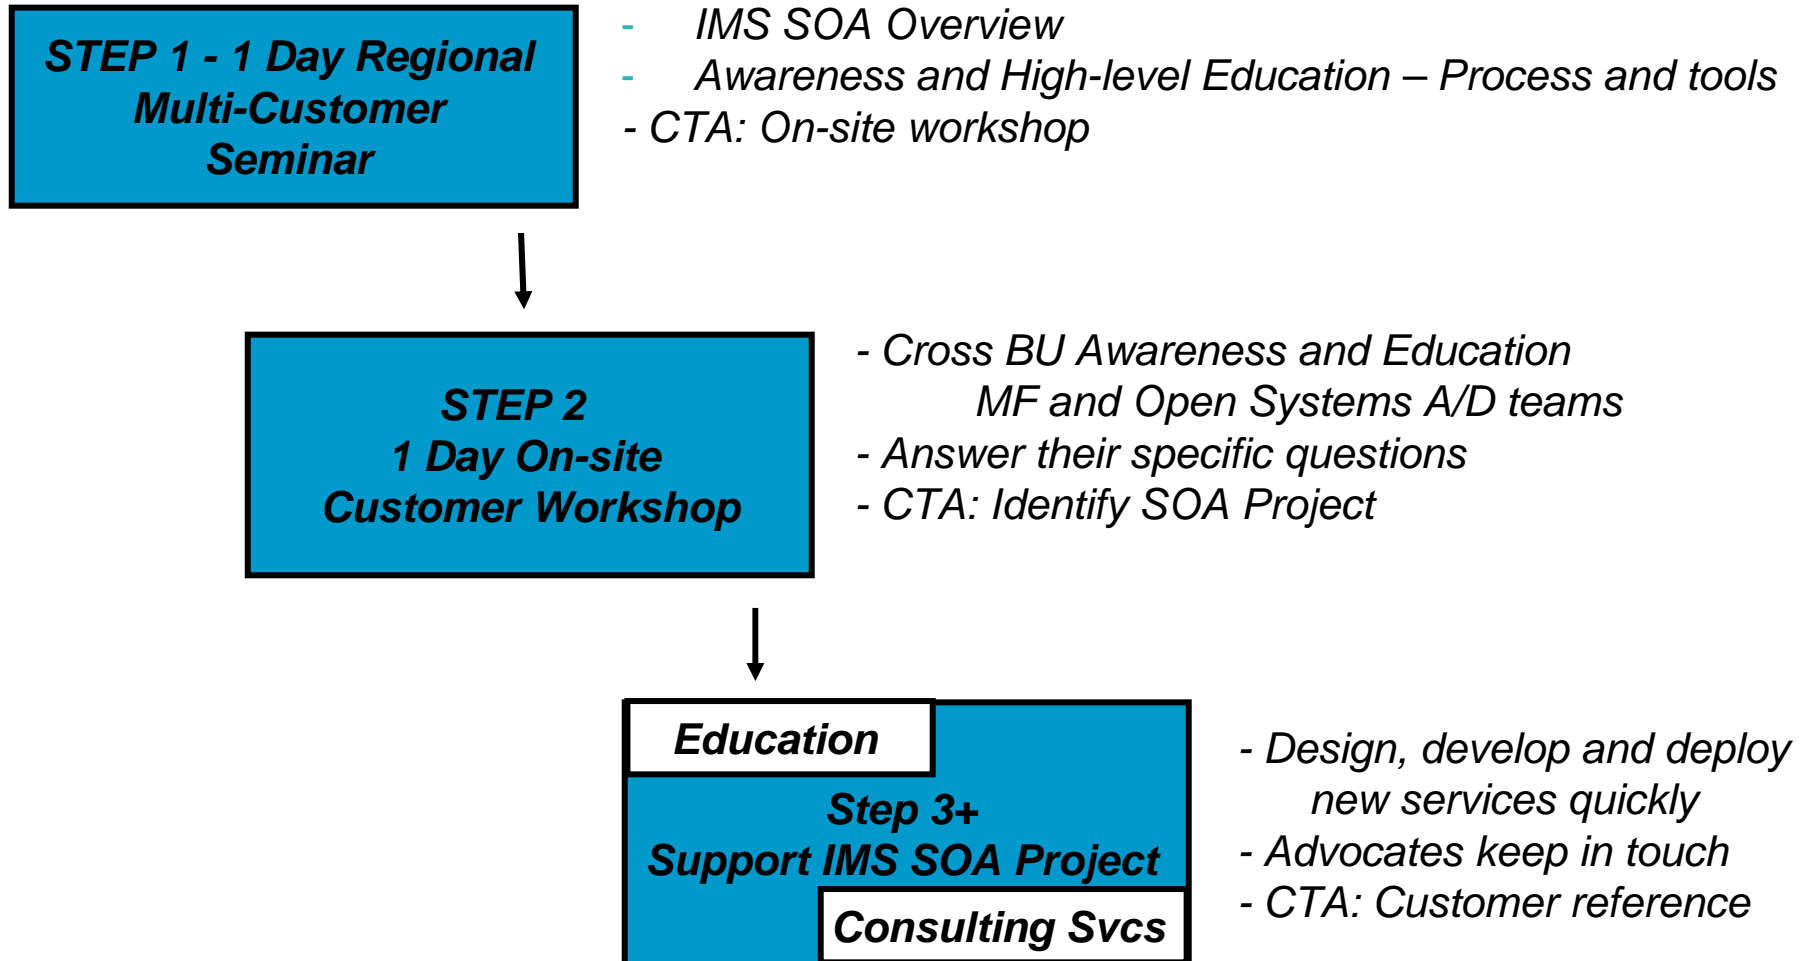 STEP 1 - 1 Day Regional
Multi-Customer
Seminar
- IMS SOA Overview
- Awareness and High-level Education – Process and tools
- CTA: On-site workshop
STEP 2
1 Day On-site
Customer Workshop
- Cross BU Awareness and Education
MF and Open Systems A/D teams
- Answer their specific questions
- CTA: Identify SOA Project
Education
Step 3+
Support IMS SOA Project
Consulting Svcs
- Design, develop and deploy
new services quickly
- Advocates keep in touch
- CTA: Customer reference